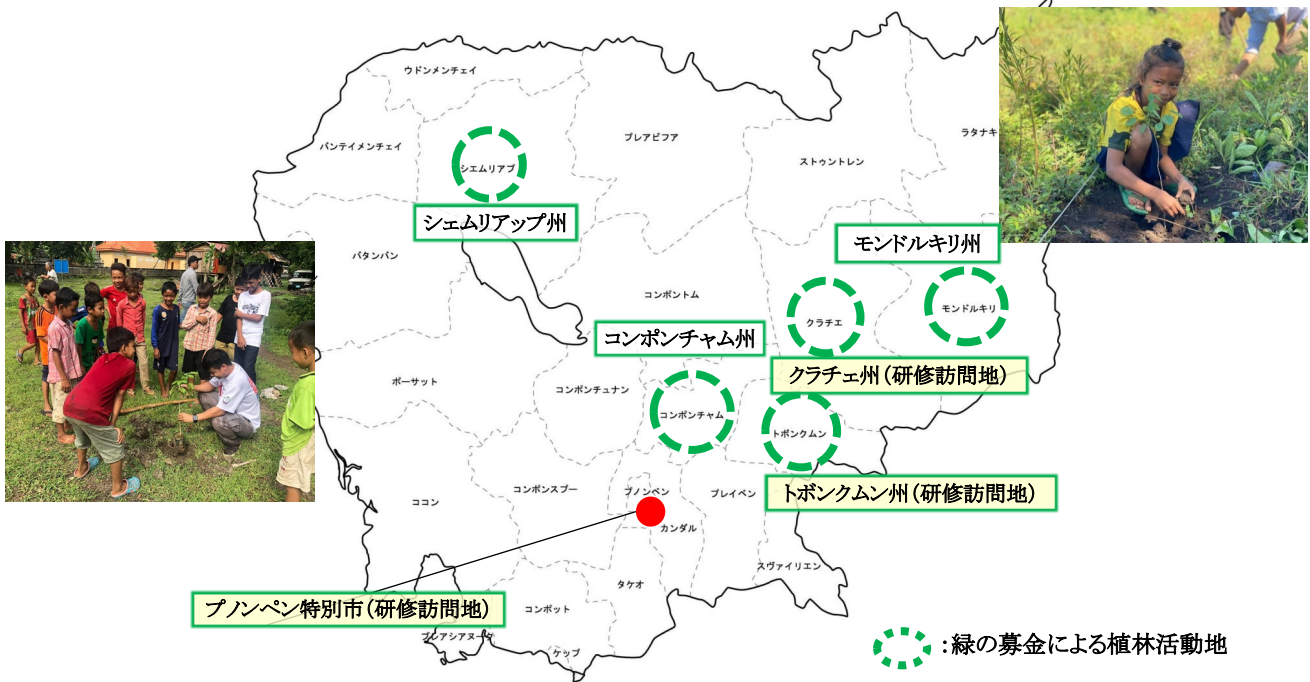 ウドンメンチェイ
バンテイメンチェイ
プレアビフア
ストゥントレン
ラタナキ
シエムリアプ
シェムリアップ州
モンドルキリ州
バタンバン
コンポントム
クラチエ
モンドルキリ
コンポンチャム州
クラチェ州(研修訪問地)
ポーサット
コンポンチュナン
コンポンチャム
トボンクムン
トボンクムン州(研修訪問地)
ココン
コンポンスプー
プノンペン
プレイベン
カンダル
スヴァイリエン
タケオ
プノンペン特別市(研修訪問地)
コンポット
ケップ
:緑の募金による植林活動地